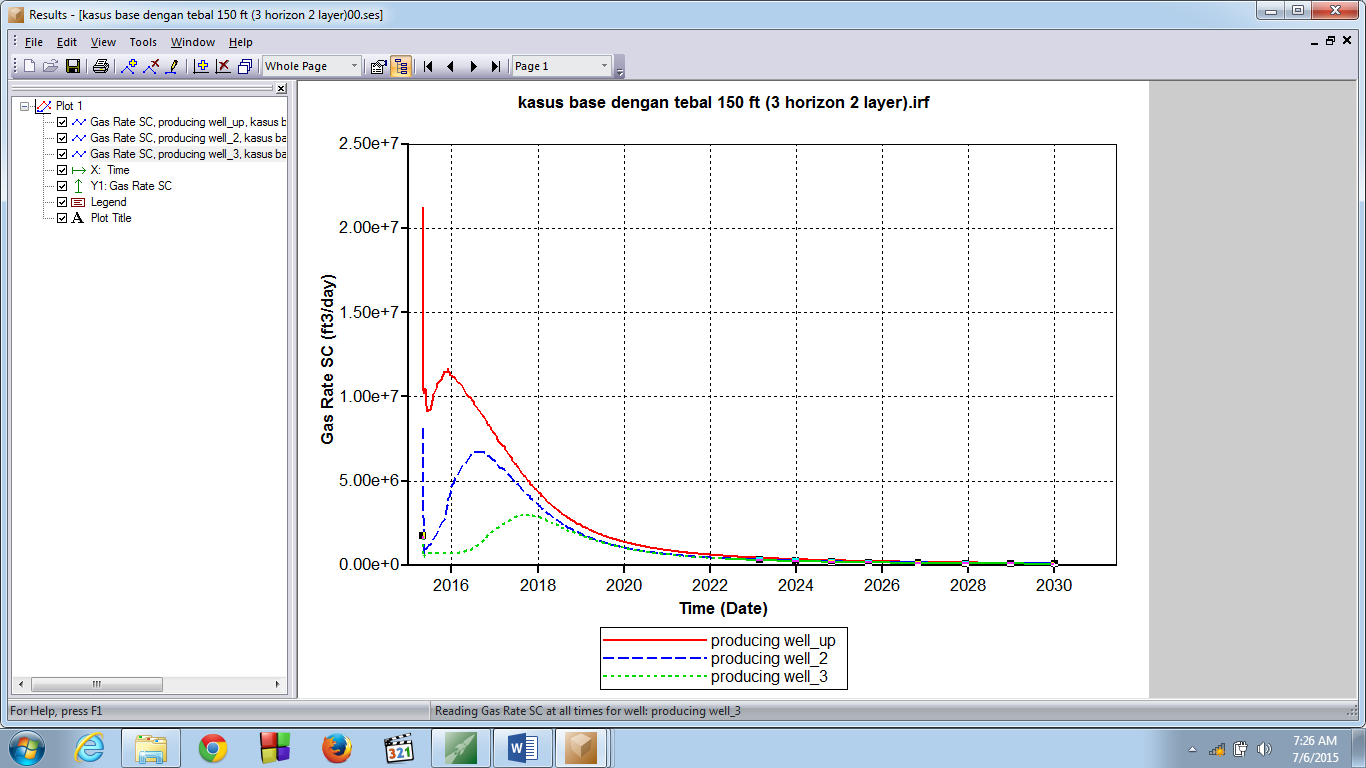 Results - [kasus base dengan tebal 150 ft (3 horizon 2 layer)00.ses]
File Edit View Tools Window Help
Whole Page
Page 1
Plot 1
Gas Rate SC, producing well_up, kasus b
Gas Rate SC, producing well_2, kasus ba
Gas Rate SC, producing well_3, kasus ba
X: Time
Y1: Gas Rate SC
Legend
A Plot Title
kasus base dengan tebal 150 ft (3 horizon 2 layer).irf
Gas Rate SC (ft3/day)
2.50e+7
2.00e+7
1.50e+7
1.00e+7
5.00e+6
0.00e+0
2016 2018 2020 2022 2024 2026 2028 2030
Time (Date)
producing well_up
producing well_2
producing well_3
For Help, press F1
Reading Gas Rate SC at all times for well: producing well_3
321
W
7:26 AM
7/6/2015